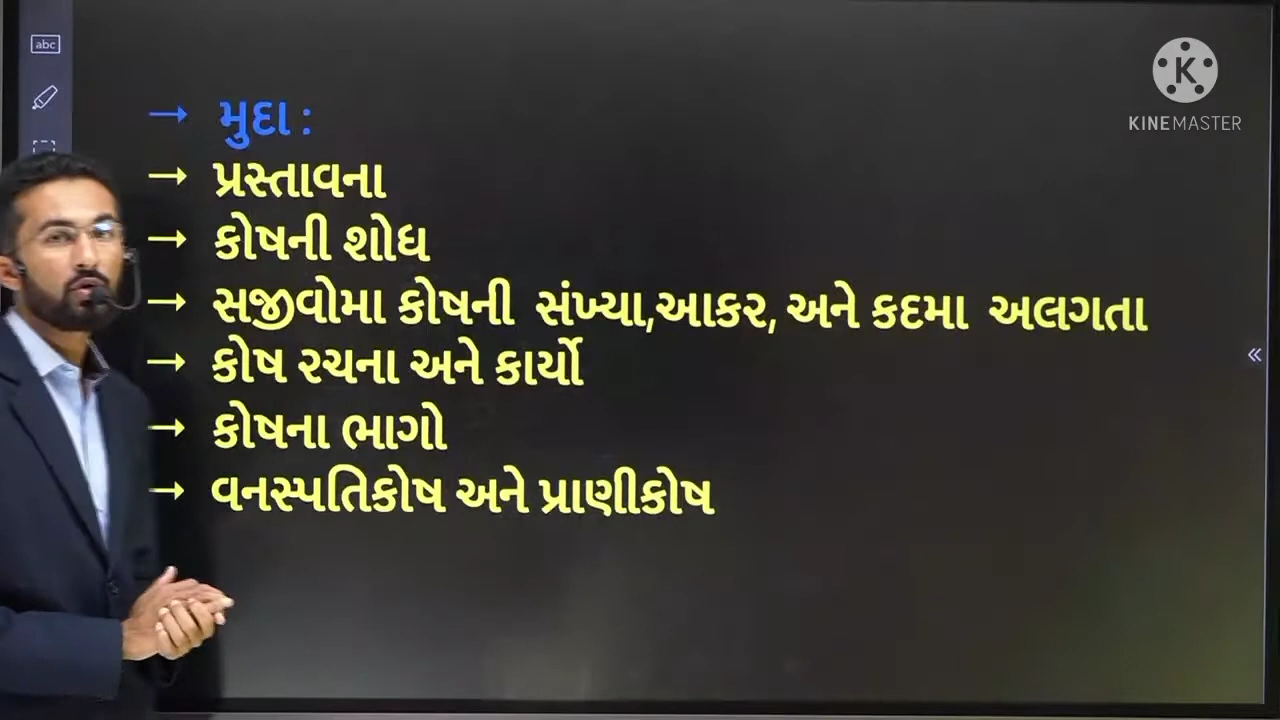 abc
→ મુદા :
→ પ્રસ્તાવના
→ કોષની શોધ
→ સજીવોમા કોષની સંખ્યા,આકર, અને કદમા અલગતા
→ કોષ રચના અને કાર્યો
→ કોષના ભાગો
→ વનસ્પતિકોષ અને પ્રાણીકોષ
K
KINEMASTER